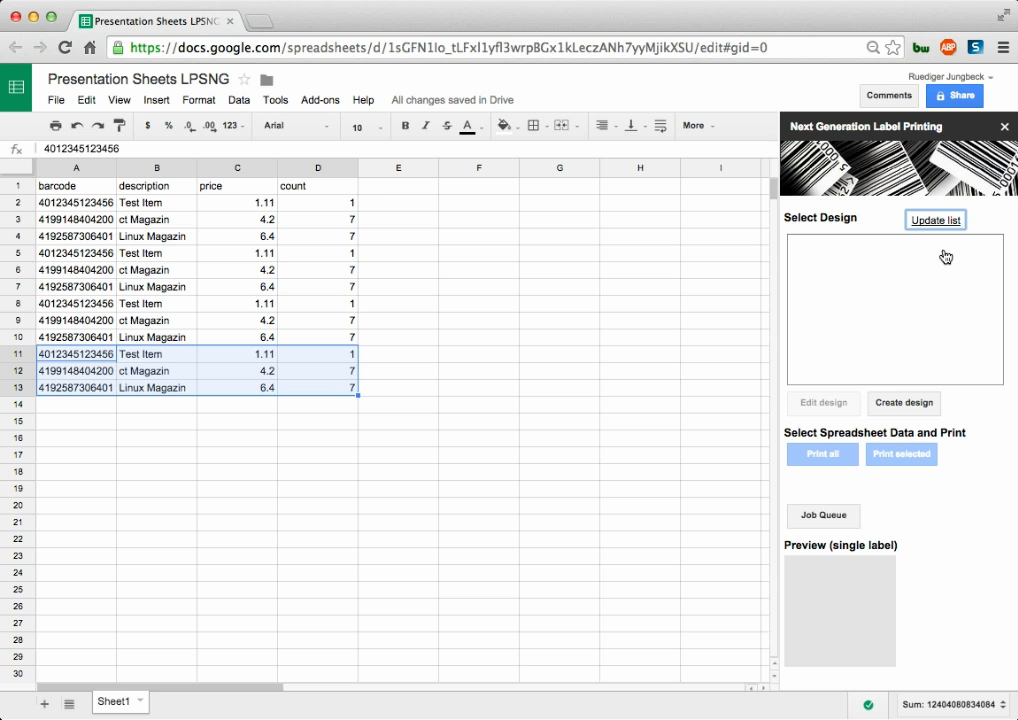 Presentation Sheets LPSNG
https://docs.google.com/spreadsheets/d/1sGFN1lo_tLFxI1yfl3wrpBGx1kLeczANh7yyMjikXSU/edit#gid=0
bw ABP S
Presentation Sheets LPSNG
Ruediger Jungbeck
File Edit View Insert Format Data Tools Add-ons Help All changes saved in Drive
Comments Share
$ % .0 .00 123 Arial 10 B I S A More
Next Generation Label Printing
fx 4012345123456
A B C D E F G H I
1 barcode description price count
2 4012345123456 Test Item 1.11 1
3 4199148404200 ct Magazin 4.2 7
4 4192587306401 Linux Magazin 6.4 7
5 4012345123456 Test Item 1.11 1
6 4199148404200 ct Magazin 4.2 7
7 4192587306401 Linux Magazin 6.4 7
8 4012345123456 Test Item 1.11 1
9 4199148404200 ct Magazin 4.2 7
10 4192587306401 Linux Magazin 6.4 7
11 4012345123456 Test Item 1.11 1
12 4199148404200 ct Magazin 4.2 7
13 4192587306401 Linux Magazin 6.4 7
14
15
16
17
18
19
20
21
22
23
24
25
26
27
28
29
30
Select Design Update list
Edit design Create design
Select Spreadsheet Data and Print
Print all Print selected
Job Queue
Preview (single label)
Sheet1
Sum: 12404080834084